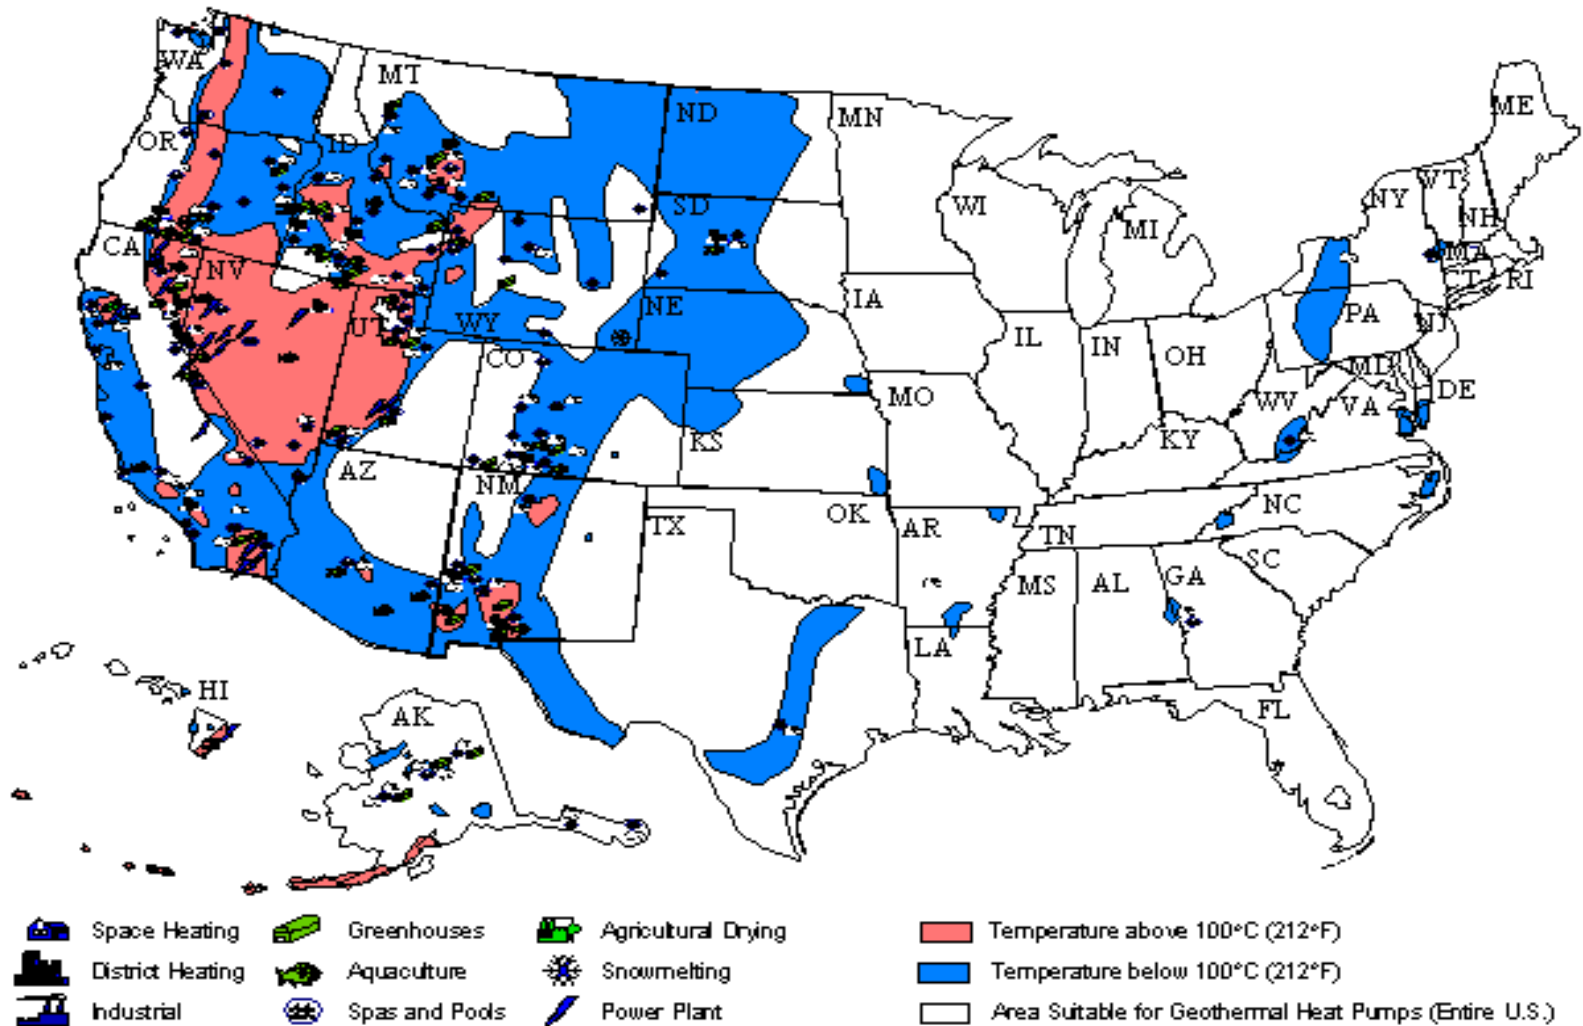 WA
MT
ND
MN
ME
OR
ID
VT
NY
NH
SD
WI
MI
CA
MA
NV
CT
RI
IA
NE
UT
WY
PA
NJ
IL
IN
OH
CO
MD
DE
MO
WV
VA
KS
KY
AZ
NM
NC
TX
OK
AR
TN
SC
MS
AL
GA
LA
HI
AK
FL
Space Heating
Greenhouses
Agricultural Drying
Temperature above 100°C (212°F)
District Heating
Aquaculture
Snowmelting
Temperature below 100°C (212°F)
Industrial
Spas and Pools
Power Plant
Area Suitable for Geothermal Heat Pumps (Entire U.S.)